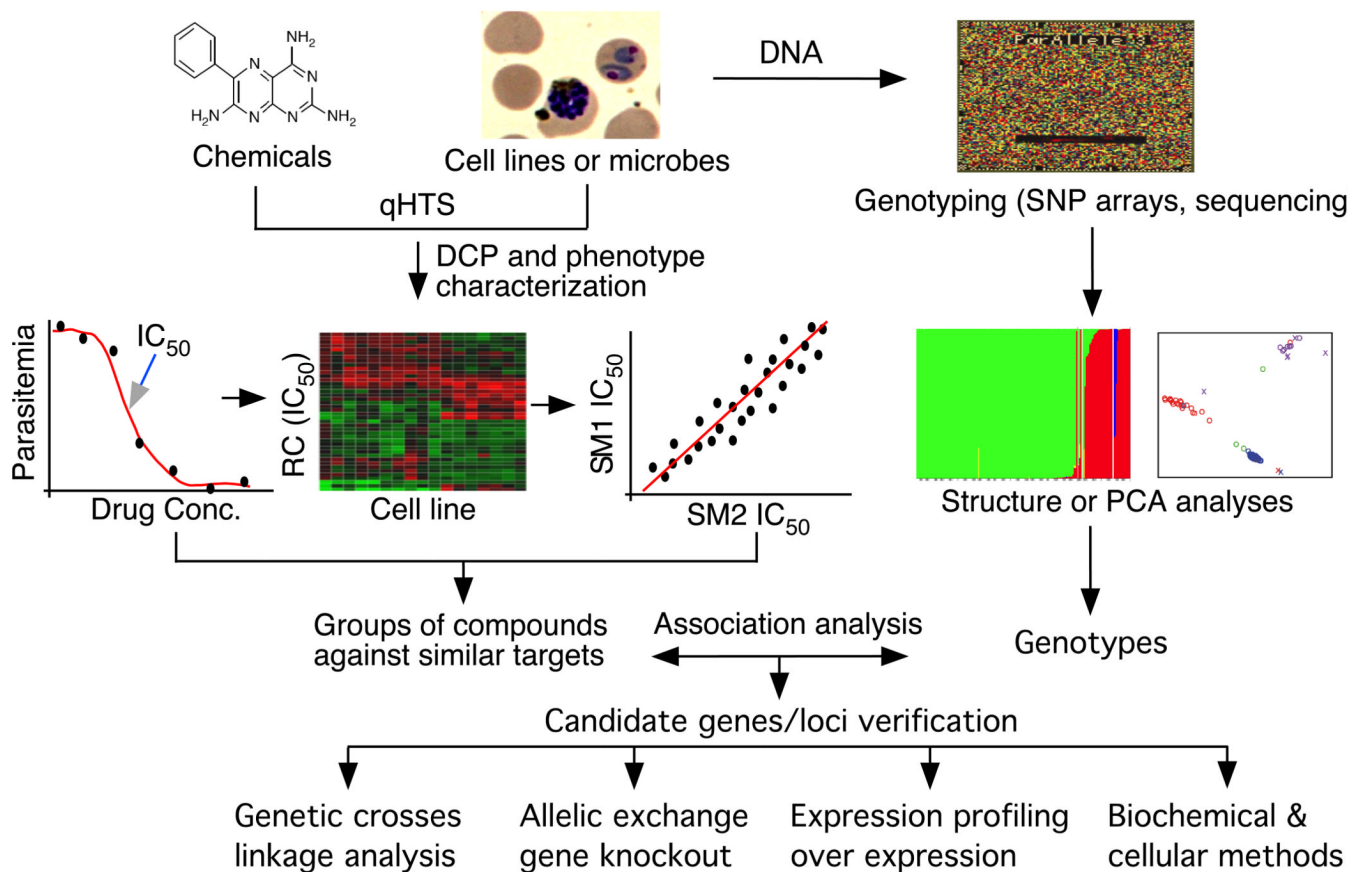 NH₂
N
N
H₂N
N
N
NH₂
Chemicals
Cell lines or microbes
DNA
Parallele 3
Genotyping (SNP arrays, sequencing
qHTS
DCP and phenotype
characterization
Parasitemia
IC₅₀
Drug Conc.
RC (IC₅₀)
Cell line
SM1 IC₅₀
SM2 IC₅₀
Structure or PCA analyses
Groups of compounds
against similar targets
Association analysis
Genotypes
Candidate genes/loci verification
Genetic crosses
linkage analysis
Allelic exchange
gene knockout
Expression profiling
over expression
Biochemical &
cellular methods